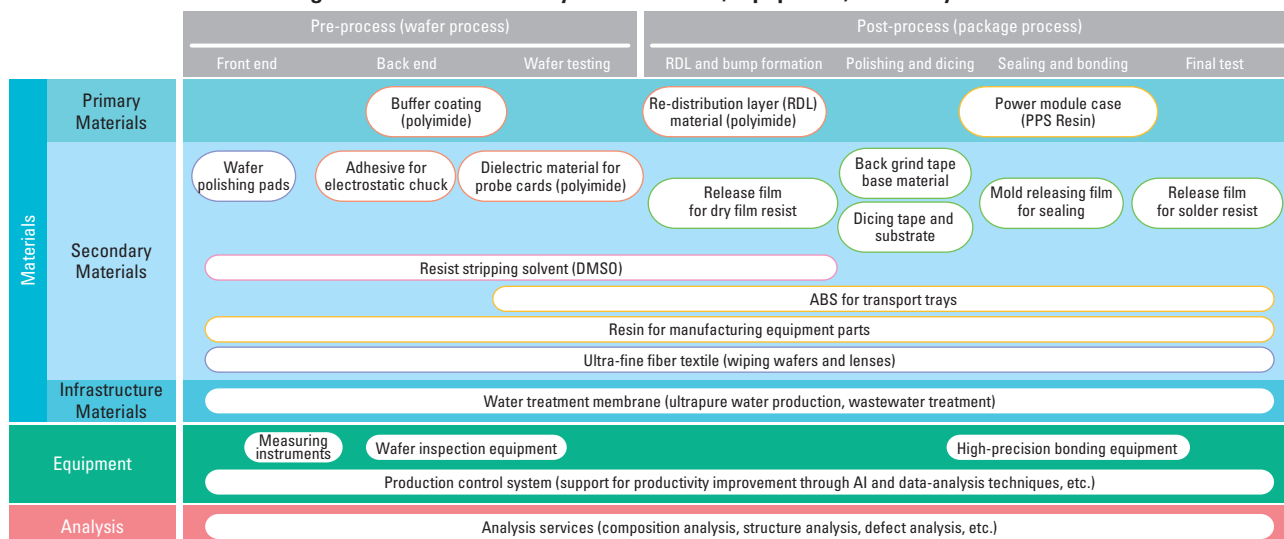 Pre-process (wafer process)
Post-process (package process)
Front end
Back end
Wafer testing
RDL and bump formation
Polishing and dicing
Sealing and bonding
Final test
Materials
Primary
Materials
Buffer coating
(polyimide)
Re-distribution layer (RDL)
material (polyimide)
Power module case
(PPS Resin)
Secondary
Materials
Wafer
polishing pads
Adhesive for
electrostatic chuck
Dielectric material for
probe cards (polyimide)
Release film
for dry film resist
Back grind tape
base material
Dicing tape and
substrate
Mold releasing film
for sealing
Release film
for solder resist
Resist stripping solvent (DMSO)
ABS for transport trays
Resin for manufacturing equipment parts
Ultra-fine fiber textile (wiping wafers and lenses)
Infrastructure
Materials
Water treatment membrane (ultrapure water production, wastewater treatment)
Equipment
Measuring
instruments
Wafer inspection equipment
High-precision bonding equipment
Production control system (support for productivity improvement through AI and data-analysis techniques, etc.)
Analysis
Analysis services (composition analysis, structure analysis, defect analysis, etc.)